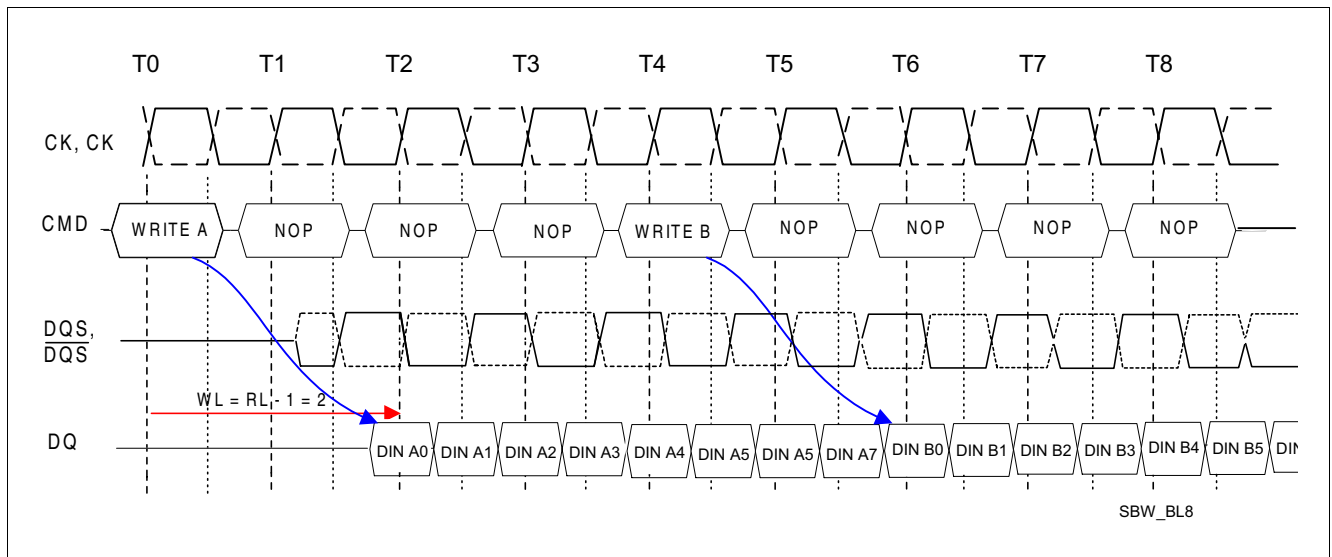 T0 T1 T2 T3 T4 T5 T6 T7 T8
CK, CK
CMD WRITE A NOP NOP NOP WRITE B NOP NOP NOP NOP
DQS,
DQS
WL = RL - 1 = 2
DQ DIN A0 DIN A1 DIN A2 DIN A3 DIN A4 DIN A5 DIN A5 DIN A7 DIN B0 DIN B1 DIN B2 DIN B3 DIN B4 DIN B5 DIN
SBW_BL8